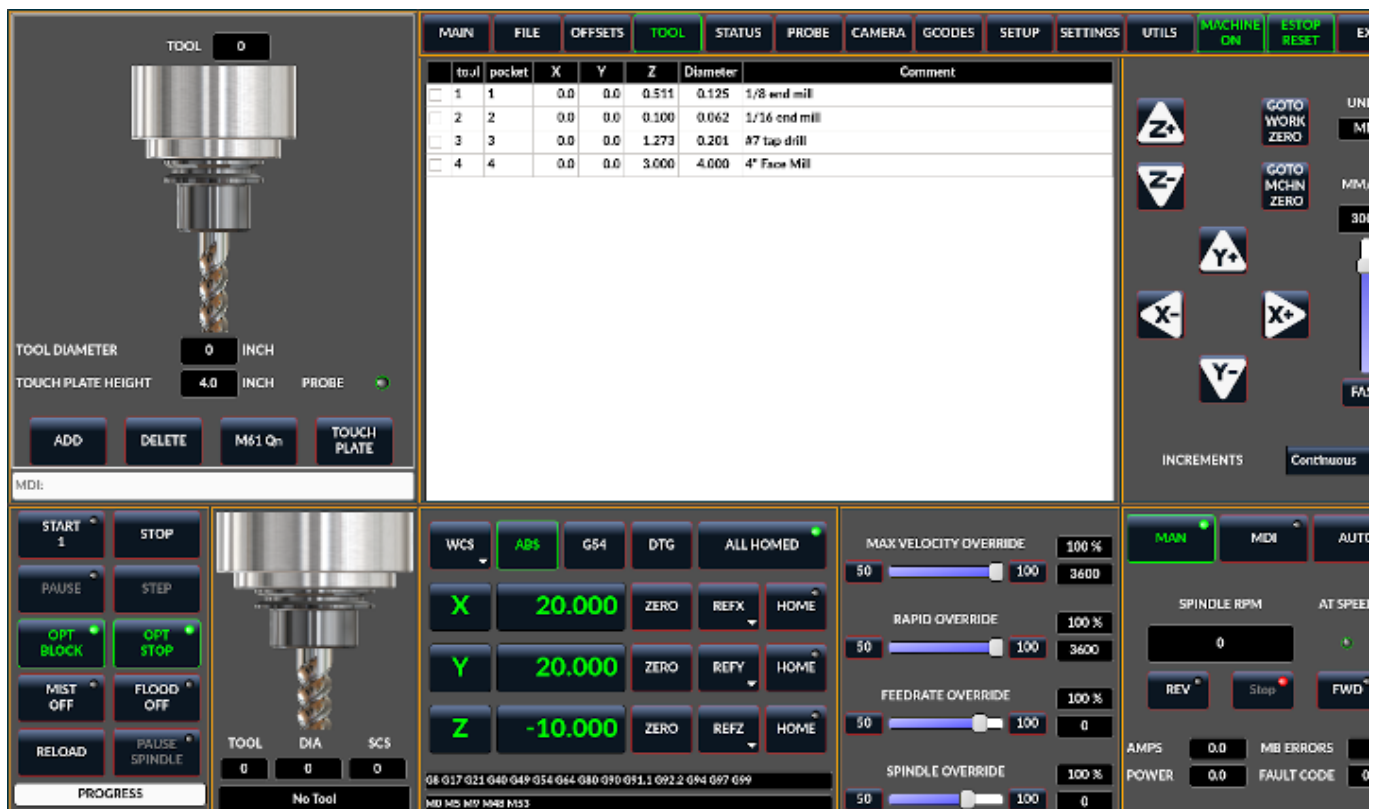 MAIN FILE OFFSETS TOOL STATUS PROBE CAMERA GCODES SETUP SETTINGS UTILS MACHINE ON ESTOP RESET
TOOL 0
tool pocket X Y Z Diameter Comment
1 1 0.0 0.0 0.511 0.125 1/8 end mill
2 2 0.0 0.0 0.100 0.062 1/16 end mill
3 3 0.0 0.0 1.273 0.201 #7 tap drill
4 4 0.0 0.0 3.000 4.000 4" Face Mill
TOOL DIAMETER 0 INCH
TOUCH PLATE HEIGHT 4.0 INCH PROBE
ADD DELETE M61 Qn TOUCH PLATE
MDI:
Z+
GOTO WORK ZERO
Z-
GOTO MCHN ZERO
Y+
X- X+
Y-
INCREMENTS Continuous
START 1 STOP
PAUSE STEP
OPT BLOCK OPT STOP
MIST OFF FLOOD OFF
RELOAD PAUSE SPINDLE
PROGRESS
TOOL DIA SCS
0 0 0
No Tool
WCS ABS G54 DTG ALL HOMED
X 20.000 ZERO REFX HOME
Y 20.000 ZERO REFY HOME
Z -10.000 ZERO REFZ HOME
G8 G17 G21 G40 G49 G54 G64 G80 G90 G91.1 G92.2 G94 G97 G99
M0 M5 M9 M48 M53
MAX VELOCITY OVERRIDE 100 %
50 100 3600
RAPID OVERRIDE 100 %
50 100 3600
FEEDRATE OVERRIDE 100 %
50 100 0
SPINDLE OVERRIDE 100 %
50 100 0
MAN MDI AUTO
SPINDLE RPM AT SPEED
0
REV Stop FWD
AMPS 0.0 MB ERRORS
POWER 0.0 FAULT CODE 0